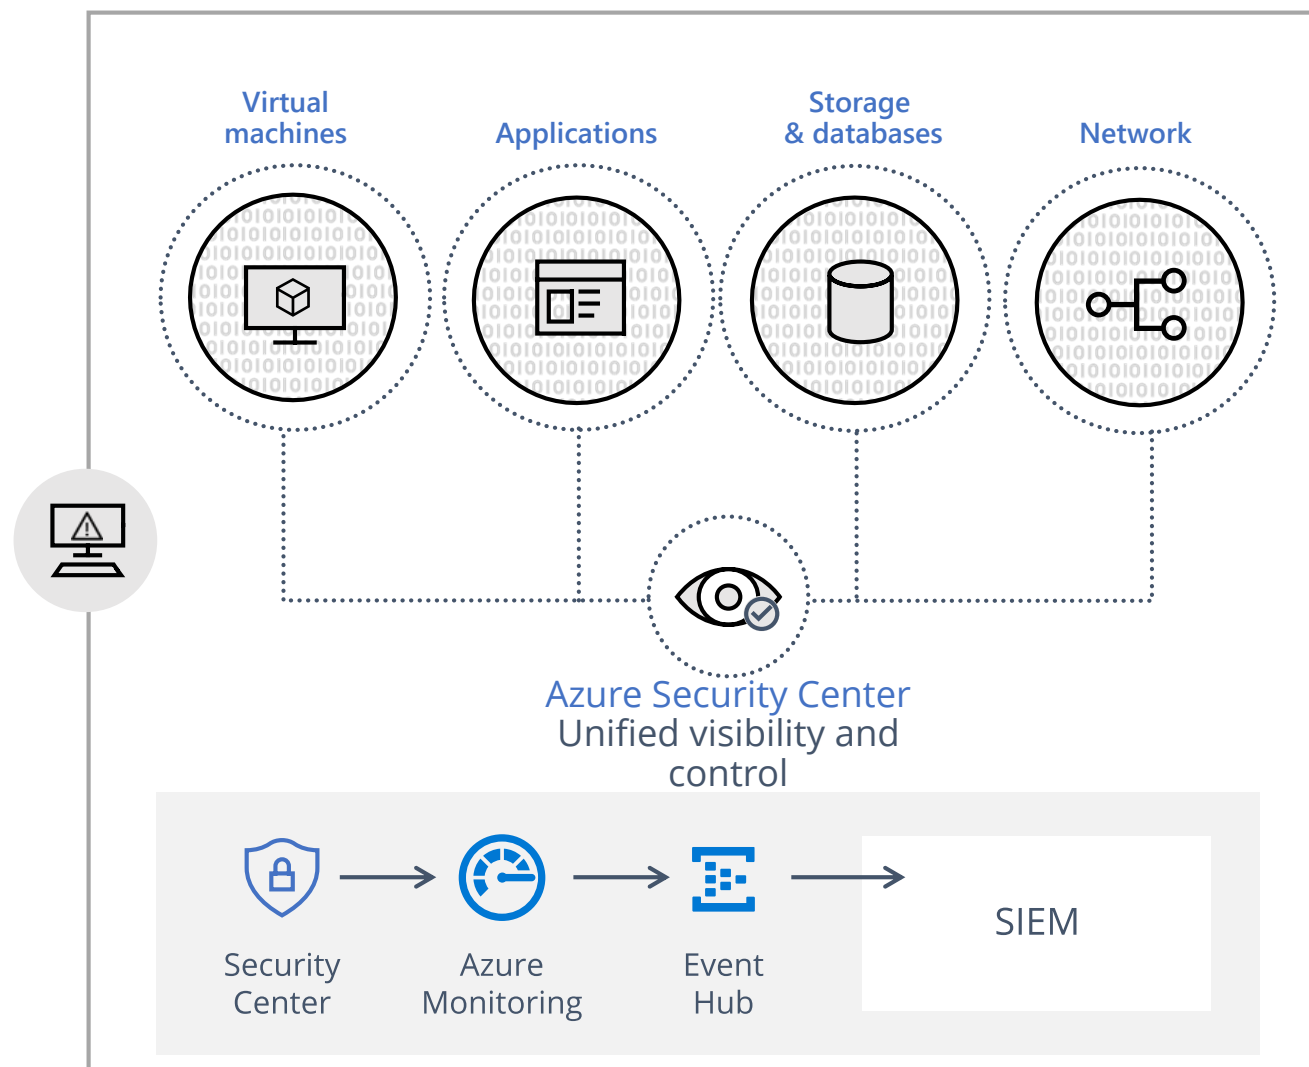 Virtual
machines
Applications
Storage
& databases
Network
Azure Security Center
Unified visibility and
control
Security
Center
Azure
Monitoring
Event
Hub
SIEM